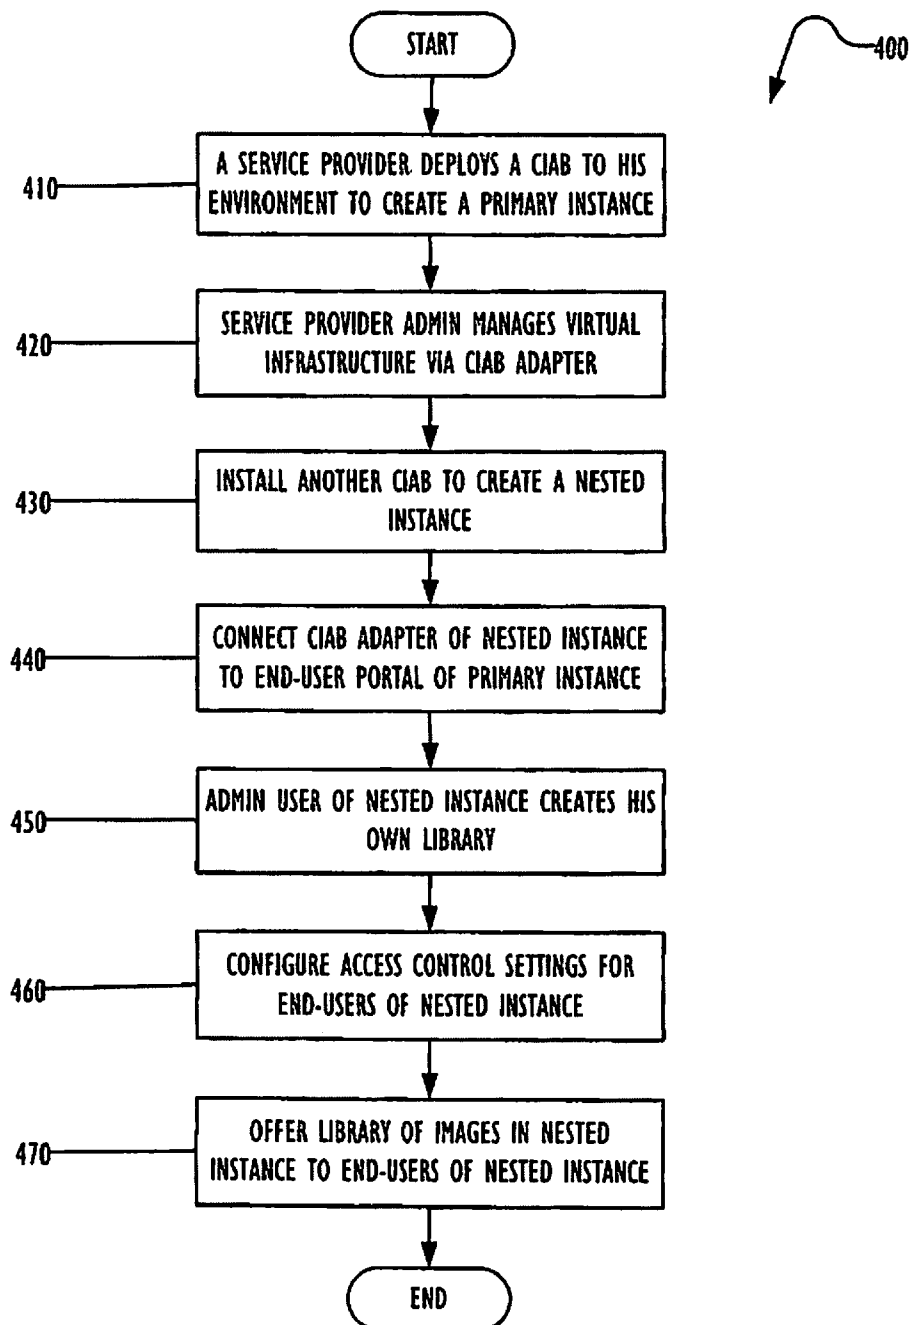 START
400
410
A SERVICE PROVIDER DEPLOYS A CIAB TO HIS
ENVIRONMENT TO CREATE A PRIMARY INSTANCE
420
SERVICE PROVIDER ADMIN MANAGES VIRTUAL
INFRASTRUCTURE VIA CIAB ADAPTER
430
INSTALL ANOTHER CIAB TO CREATE A NESTED
INSTANCE
440
CONNECT CIAB ADAPTER OF NESTED INSTANCE
TO END-USER PORTAL OF PRIMARY INSTANCE
450
ADMIN USER OF NESTED INSTANCE CREATES HIS
OWN LIBRARY
460
CONFIGURE ACCESS CONTROL SETTINGS FOR
END-USERS OF NESTED INSTANCE
470
OFFER LIBRARY OF IMAGES IN NESTED
INSTANCE TO END-USERS OF NESTED INSTANCE
END